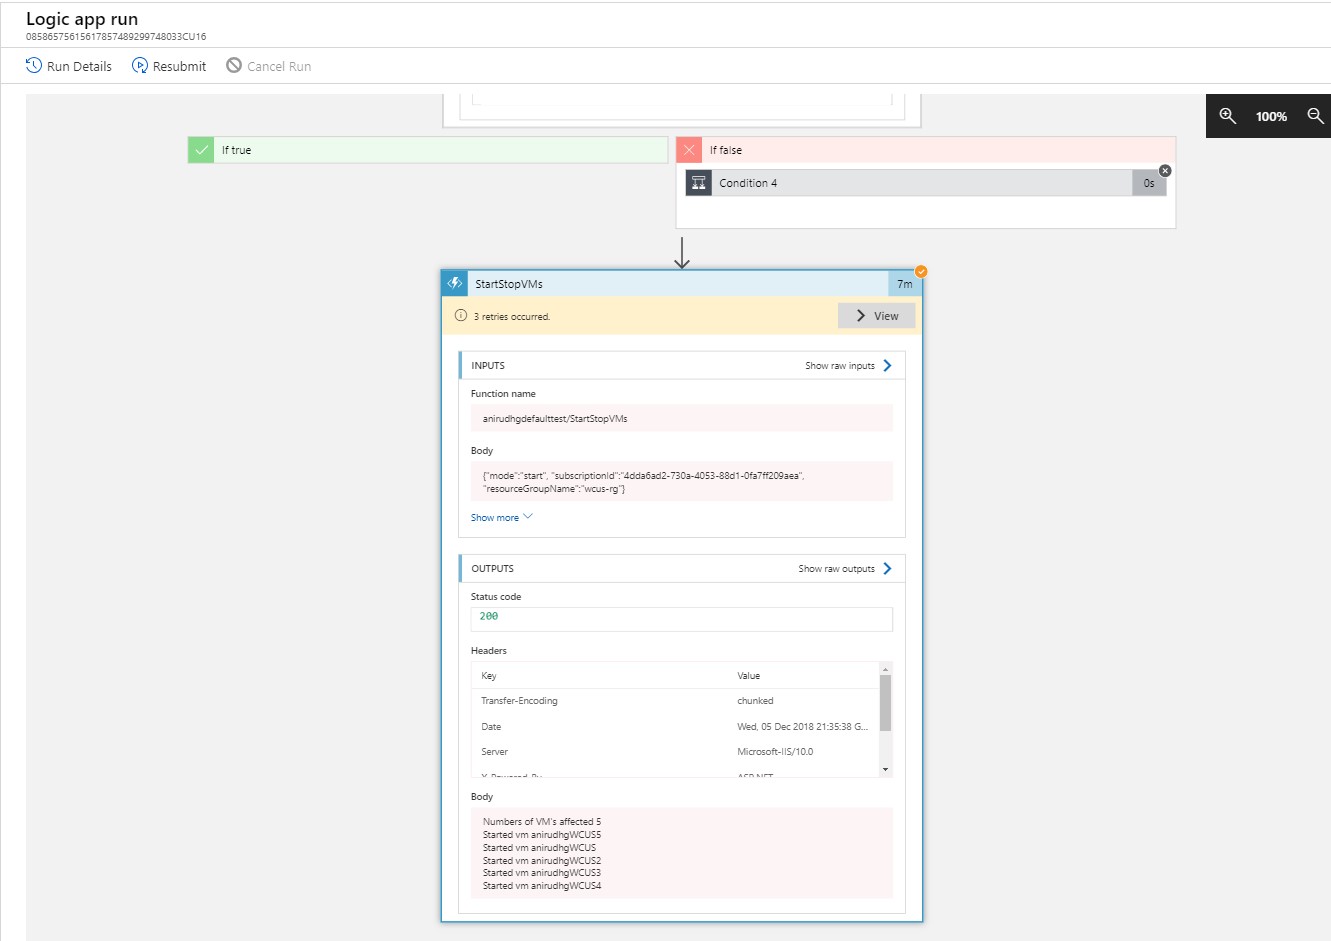 Logic app run
08586575615617857489299748033CU16
Run Details
Resubmit
Cancel Run
100%
If true
If false
Condition 4
0s
StartStopVMs
7m
3 retries occurred.
View
INPUTS
Show raw inputs
Function name
anirudhgdefaulttest/StartStopVMs
Body
{"mode":"start", "subscriptionId":"4dda6ad2-730a-4053-88d1-0fa7ff209aea",
"resourceGroupName":"wcus-rg"}
Show more
OUTPUTS
Show raw outputs
Status code
200
Headers
Key Value
Transfer-Encoding chunked
Date Wed, 05 Dec 2018 21:35:38 G...
Server Microsoft-IIS/10.0
X-Powered-By ASP.NET
Body
Numbers of VM's affected 5
Started vm anirudhgWCUS5
Started vm anirudhgWCUS
Started vm anirudhgWCUS2
Started vm anirudhgWCUS3
Started vm anirudhgWCUS4